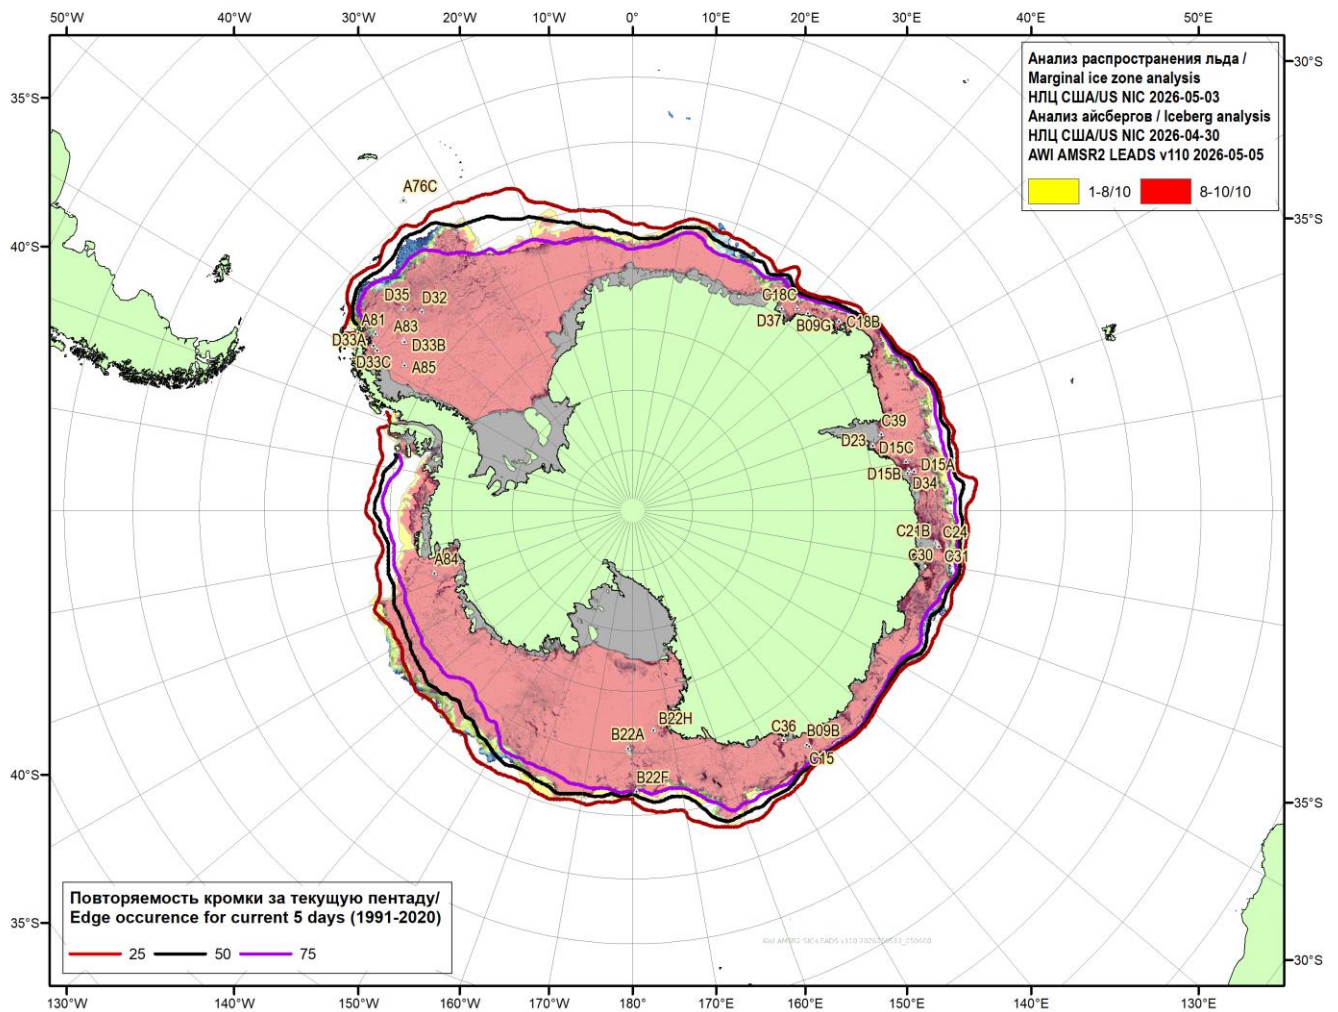 50°W
40°W
30°W
20°W
10°W
0°
10°E
20°E
30°E
40°E
50°E
30°S
35°S
35°S
40°S
Анализ распространения льда /
Marginal ice zone analysis
НЛЦ США/US NIC 2026-05-03
Анализ айсбергов / Iceberg analysis
НЛЦ США/US NIC 2026-04-30
AWI AMSR2 LEADS v110 2026-05-05
1-8/10
8-10/10
A76C
D35
D32
A81
A83
D33A
D33B
D33C
A85
C18C
D37
B09G
C18B
C39
D23
D15C
D15A
D15B
D34
C21B
C24
C30
C31
A84
B22H
C36
B09B
B22A
C15
B22F
40°S
35°S
35°S
30°S
Повторяемость кромки за текущую пентаду/
Edge occurence for current 5 days (1991-2020)
25
50
75
130°W
140°W
150°W
160°W
170°W
180°
170°E
160°E
150°E
140°E
130°E